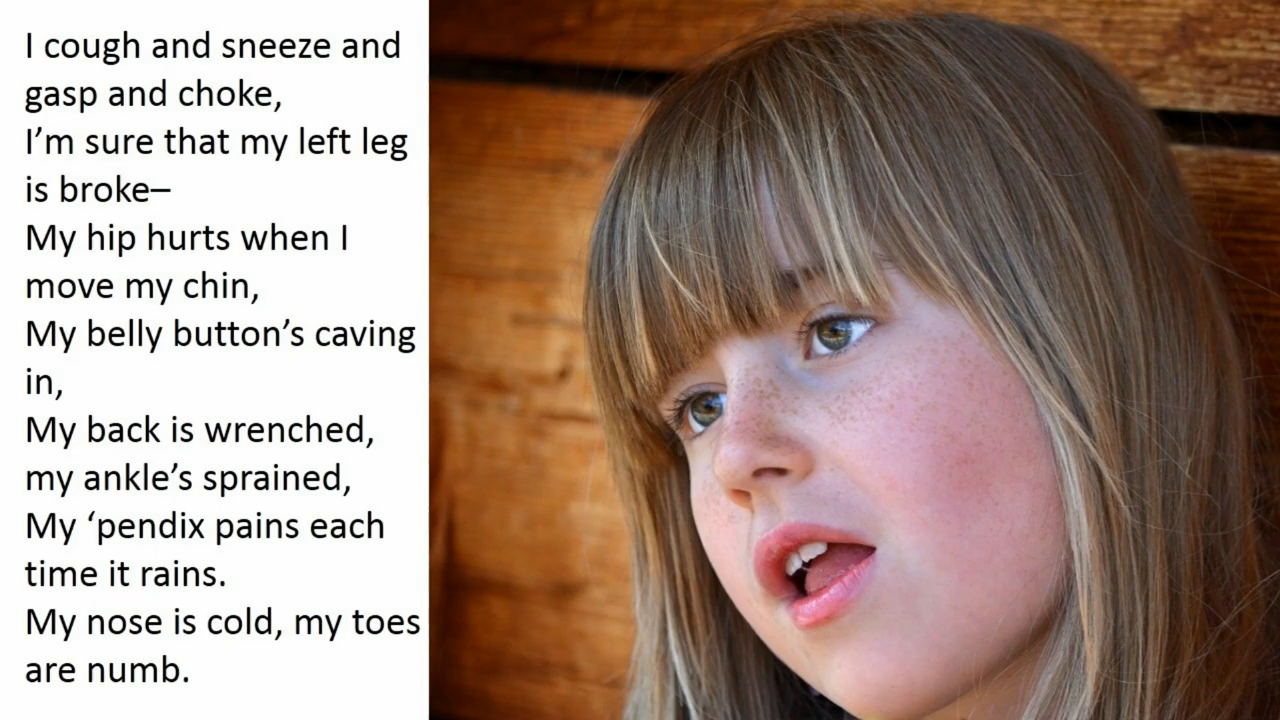 I cough and sneeze and
gasp and choke,
I’m sure that my left leg
is broke–
My hip hurts when I
move my chin,
My belly button’s caving
in,
My back is wrenched,
my ankle’s sprained,
My ‘pendix pains each
time it rains.
My nose is cold, my toes
are numb.